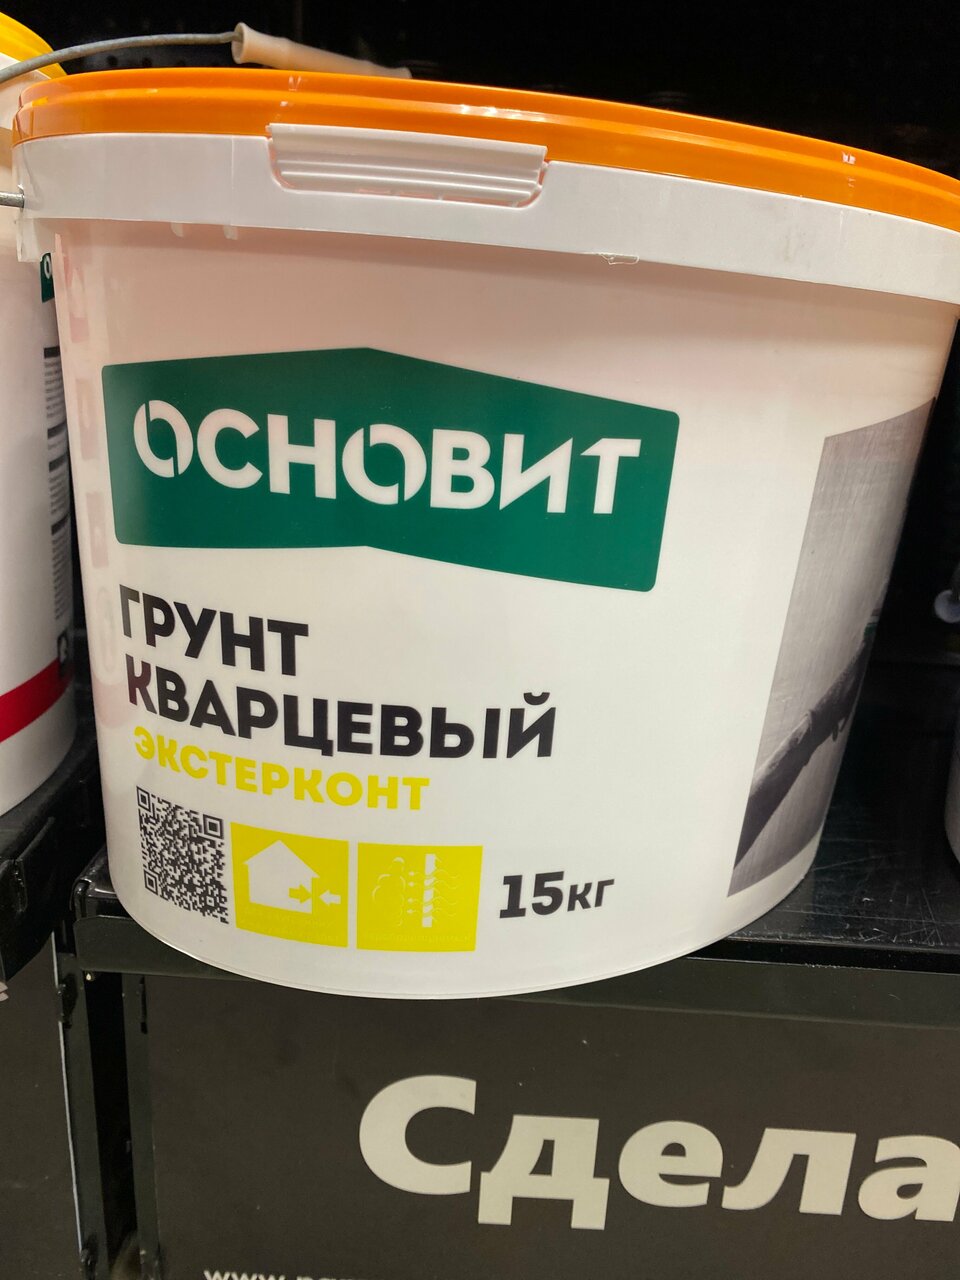 ОСНОВИТ
ГРУНТ
КВАРЦЕВЫЙ
ЭКСТЕРКОНТ
15кг
Сдела